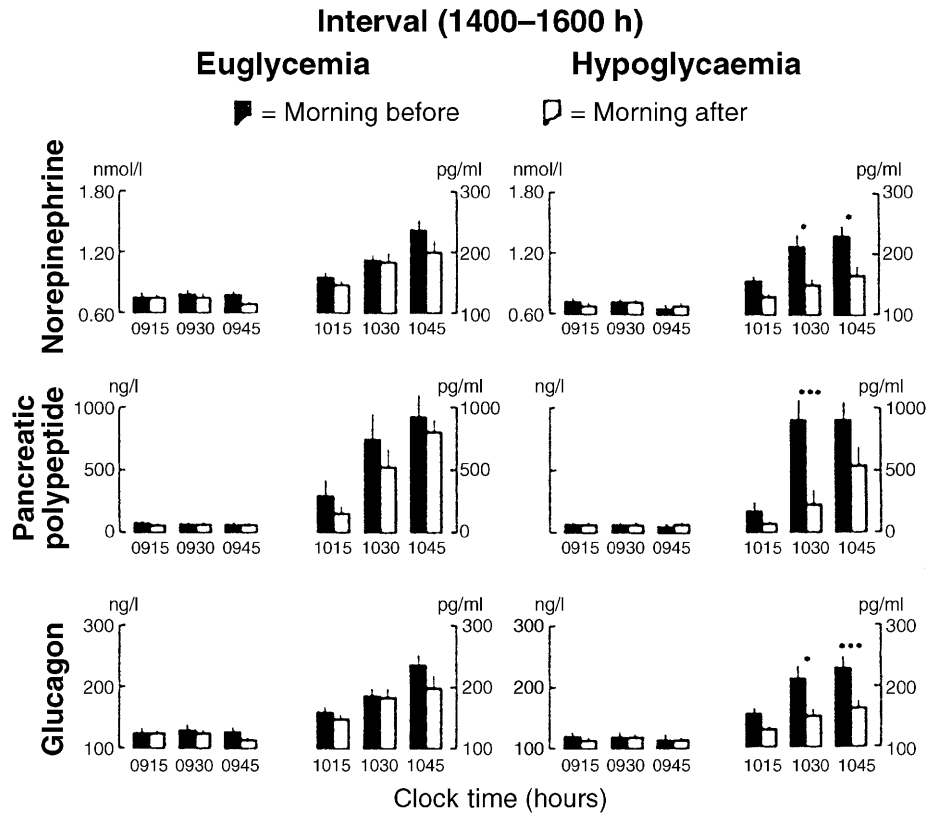 Interval (1400–1600 h)
Euglycemia Hypoglycaemia
= Morning before = Morning after
Norepinephrine
nmol/l pg/ml nmol/l pg/ml
1.80 300 1.80 300
1.20 200 1.20 200
0.60 100 0.60 100
0915 0930 0945 1015 1030 1045 0915 0930 0945 1015 1030 1045
Pancreatic
polypeptide
ng/l pg/ml ng/l pg/ml
1000 1000 1000
500 500 500
0 0 0
0915 0930 0945 1015 1030 1045 0915 0930 0945 1015 1030 1045
Glucagon
ng/l pg/ml ng/l pg/ml
300 300 300 300
200 200 200 200
100 100 100 100
0915 0930 0945 1015 1030 1045 0915 0930 0945 1015 1030 1045
Clock time (hours)